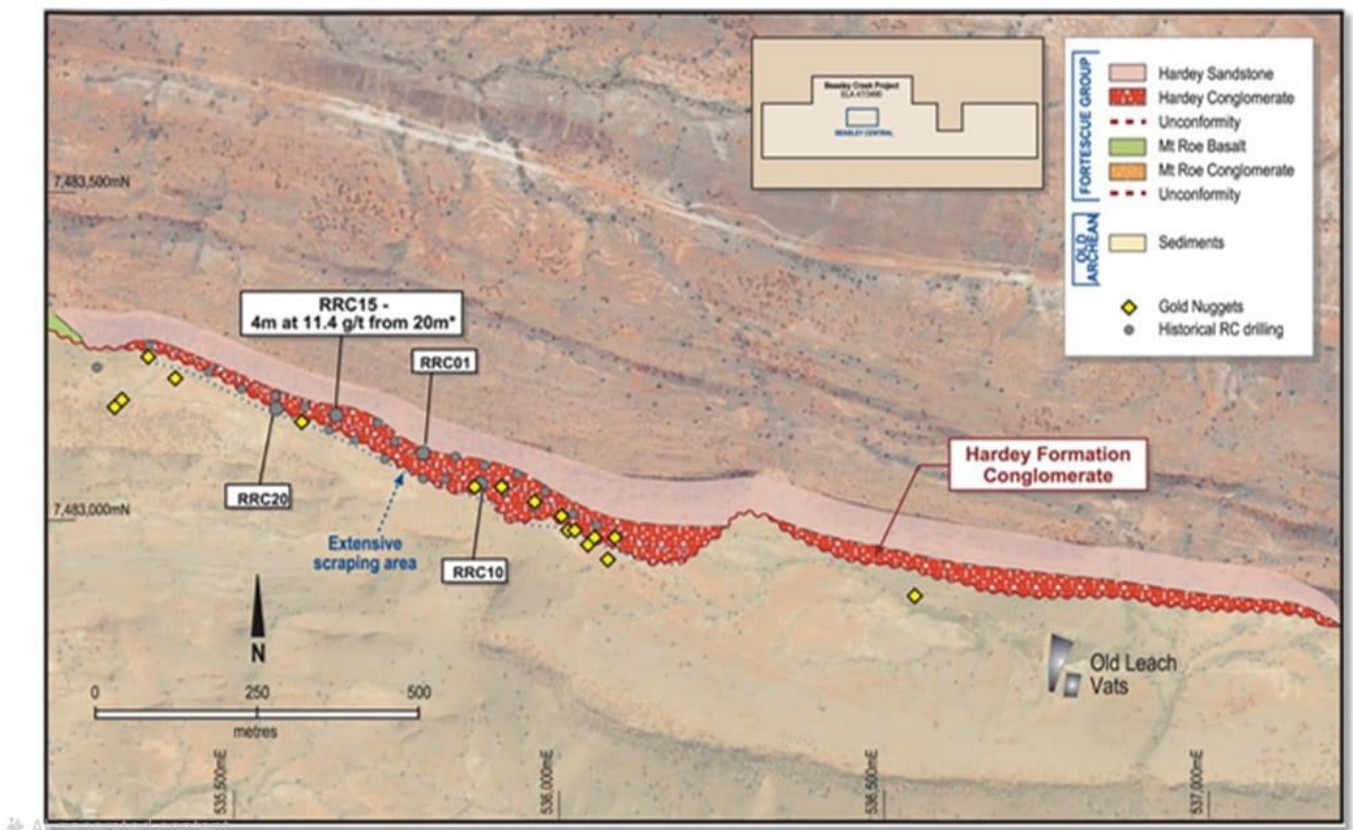 Beasley Creek Project
BEASLEY CENTRAL
FORTESCUE GROUP
Hardey Sandstone
Hardey Conglomerate
Unconformity
Mt Roe Basalt
Mt Roe Conglomerate
Unconformity
OLD
ARCHEAN
Sediments
Gold Nuggets
Historical RC drilling
7,483,500mN
RRC15 -
4m at 11.4 g/t from 20m*
RRC01
Hardey Formation
Conglomerate
RRC20
7,483,000mN
Extensive
scraping area
RRC10
N
Old Leach
Vats
0 250 500
metres
535,500mE
536,000mE
536,500mE
537,000mE